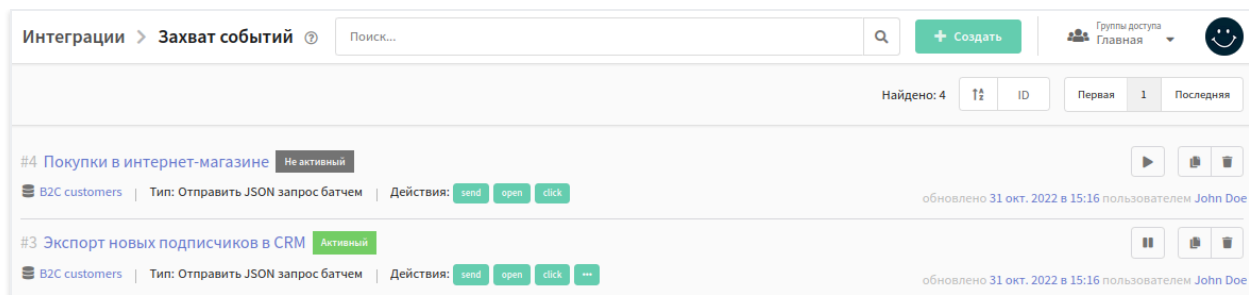 Интеграции > Захват событий ? Поиск... + Создать Группы доступа Главная
Найдено: 4 ID Первая 1 Последняя
#4 Покупки в интернет-магазине Не активный
B2C customers | Тип: Отправить JSON запрос батчем | Действия: send open click обновлено 31 окт. 2022 в 15:16 пользователем John Doe
#3 Экспорт новых подписчиков в CRM Активный
B2C customers | Тип: Отправить JSON запрос батчем | Действия: send open click ··· обновлено 31 окт. 2022 в 15:16 пользователем John Doe